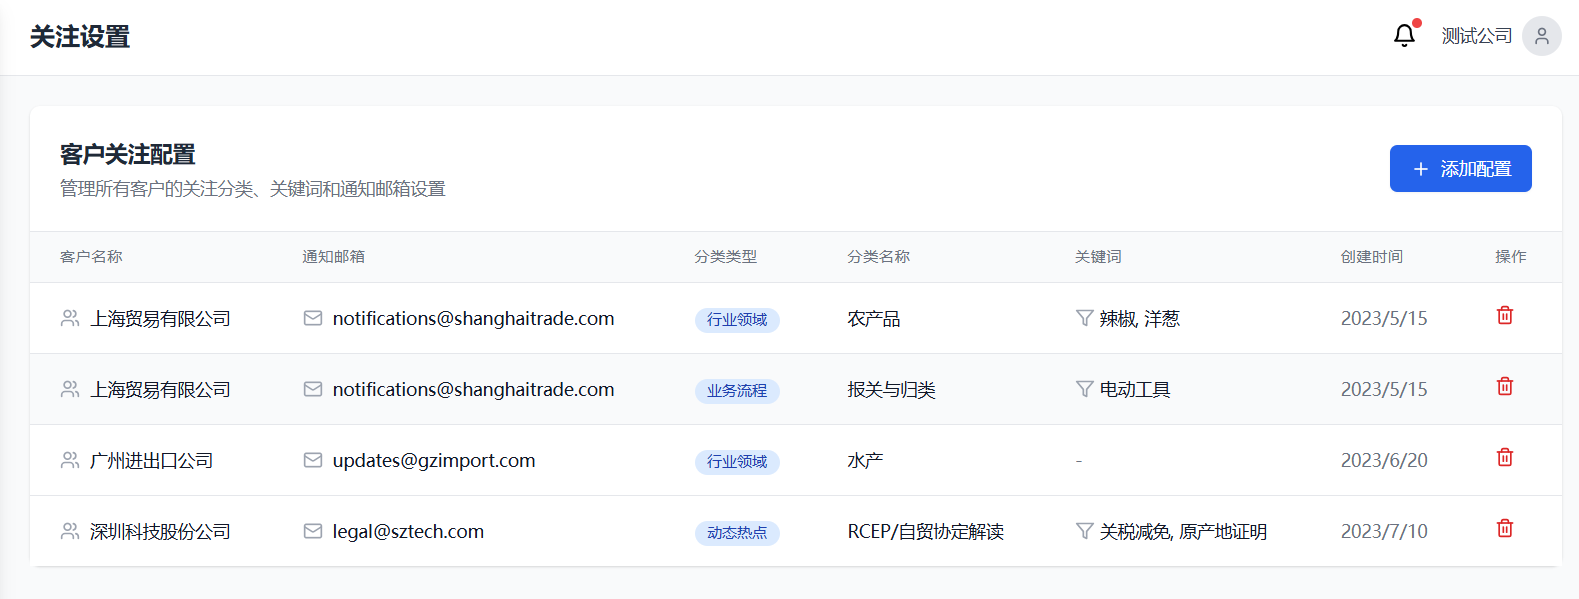 关注设置
测试公司
客户关注配置
管理所有客户的关注分类、关键词和通知邮箱设置
添加配置
客户名称 通知邮箱 分类类型 分类名称 关键词 创建时间 操作
上海贸易有限公司 notifications@shanghaitrade.com 行业领域 农产品 辣椒, 洋葱 2023/5/15
上海贸易有限公司 notifications@shanghaitrade.com 业务流程 报关与归类 电动工具 2023/5/15
广州进出口公司 updates@gzimport.com 行业领域 水产 - 2023/6/20
深圳科技股份公司 legal@sztech.com 动态热点 RCEP/自贸协定解读 关税减免, 原产地证明 2023/7/10